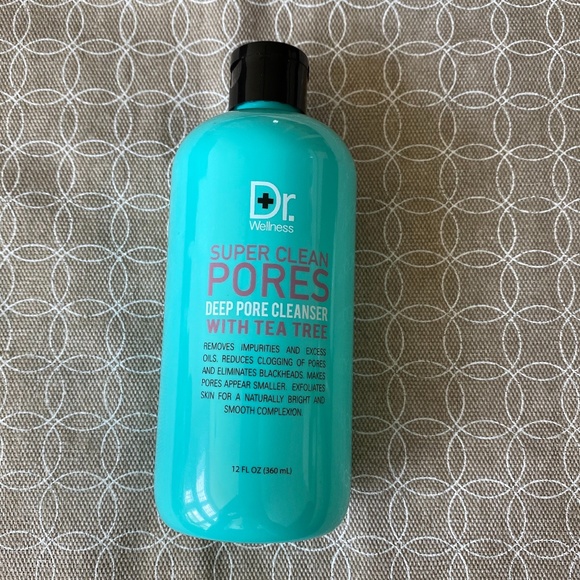 Dr.
Wellness
SUPER CLEAN
PORES
DEEP PORE CLEANSER
WITH TEA TREE
REMOVES IMPURITIES AND EXCESS
OILS. REDUCES CLOGGING OF PORES
AND ELIMINATES BLACKHEADS. MAKES
PORES APPEAR SMALLER. EXFOLIATES
SKIN FOR A NATURALLY BRIGHT AND
SMOOTH COMPLEXION.
12 FL OZ (360 mL)